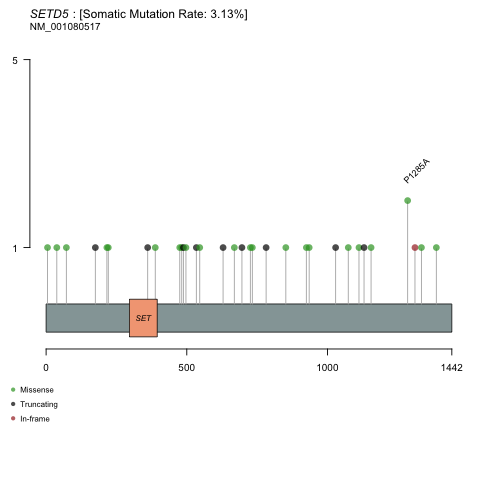 SETD5 : [Somatic Mutation Rate: 3.13%]
NM_001080517
5
P1285A
1
SET
0 500 1000 1442
Missense
Truncating
In-frame